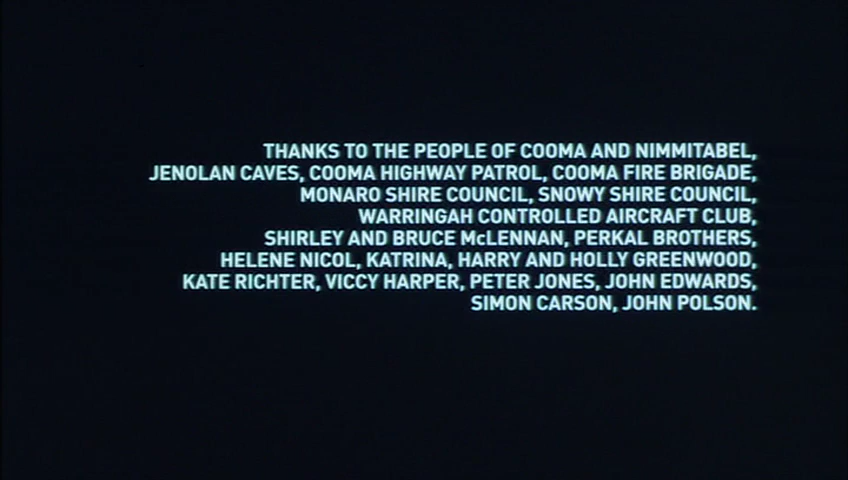 THANKS TO THE PEOPLE OF COOMA AND NIMMITABEL,
JENOLAN CAVES, COOMA HIGHWAY PATROL, COOMA FIRE BRIGADE,
MONARO SHIRE COUNCIL, SNOWY SHIRE COUNCIL,
WARRINGAH CONTROLLED AIRCRAFT CLUB,
SHIRLEY AND BRUCE McLENNAN, PERKAL BROTHERS,
HELENE NICOL, KATRINA, HARRY AND HOLLY GREENWOOD,
KATE RICHTER, VICCY HARPER, PETER JONES, JOHN EDWARDS,
SIMON CARSON, JOHN POLSON.